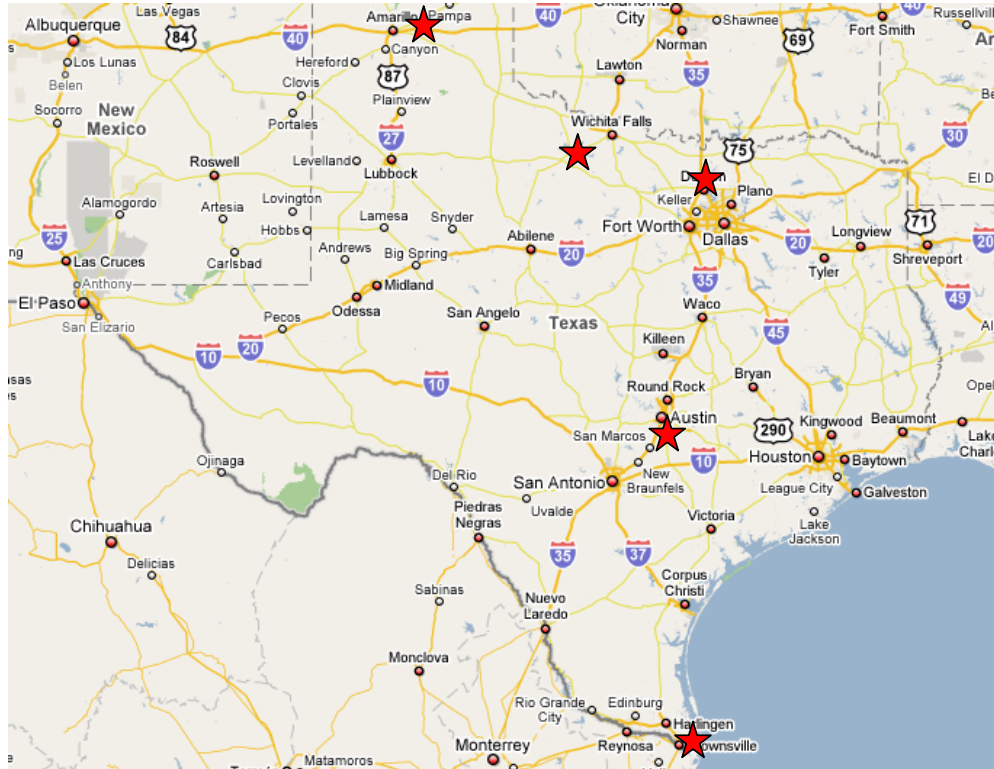 Las Vegas
Amarillo
Pampa
40
Oklahoma
City
Shawnee
40
Russellville
Albuquerque
84
40
Canyon
Norman
69
Fort Smith
Los Lunas
Hereford
87
Lawton
35
Belen
Clovis
Plainview
Socorro
New
Mexico
Portales
27
Wichita Falls
30
Roswell
Levelland
Lubbock
75
Alamogordo
Artesia
Lovington
Lamesa
Snyder
Keller
Plano
71
25
Hobbs
Abilene
Fort Worth
Dallas
Longview
20
Las Cruces
Carlsbad
Andrews
Big Spring
20
20
Tyler
Shreveport
Anthony
Midland
35
49
El Paso
Odessa
San Angelo
Waco
San Elizario
Pecos
Texas
45
10
20
Killeen
10
Round Rock
Bryan
Austin
290
Kingwood
Beaumont
San Marcos
Houston
Baytown
Ojinaga
Del Rio
San Antonio
New
Braunfels
10
League City
Galveston
Piedras
Negras
Uvalde
Victoria
Lake
Jackson
Chihuahua
Delicias
35
37
Sabinas
Nuevo
Laredo
Corpus
Christi
Monclova
Rio Grande
City
Edinburg
Harlingen
Monterrey
Reynosa
Brownsville
Matamoros